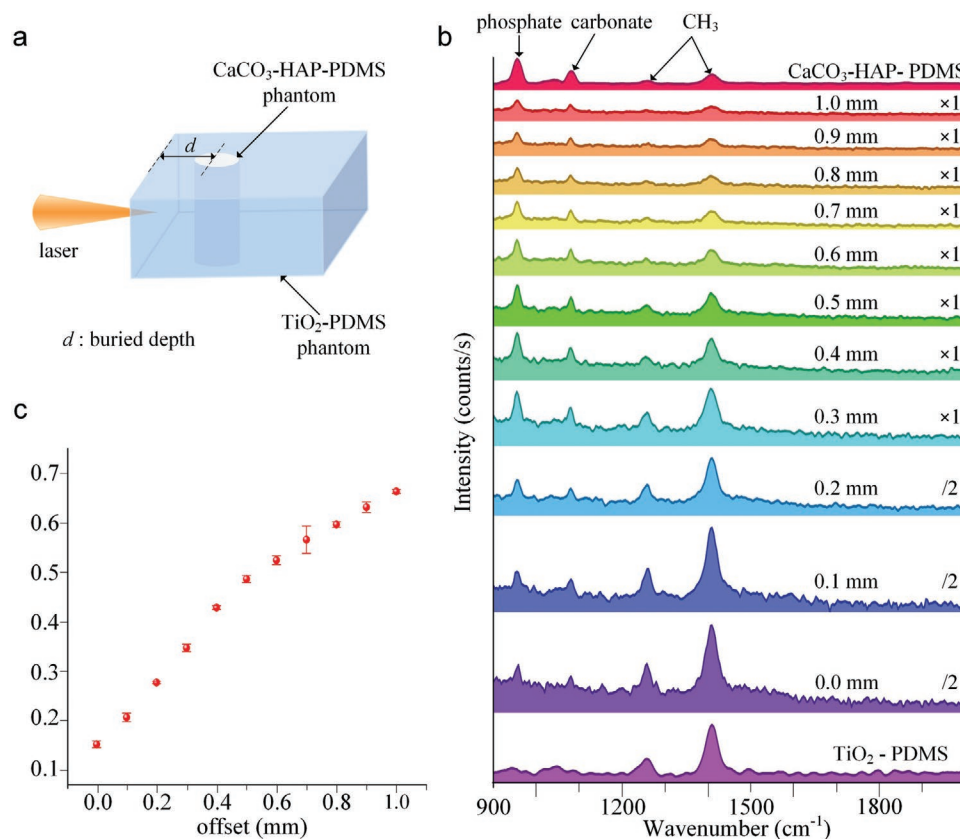 a
CaCO₃-HAP-PDMS
phantom
d
laser
TiO₂-PDMS
phantom
d : buried depth
b
phosphate
carbonate
CH₃
CaCO₃-HAP- PDMS
1.0 mm ×1
0.9 mm ×1
0.8 mm ×1
0.7 mm ×1
0.6 mm ×1
0.5 mm ×1
0.4 mm ×1
0.3 mm ×1
0.2 mm /2
0.1 mm /2
0.0 mm /2
TiO₂ - PDMS
Intensity (counts/s)
900 1200 1500 1800
Wavenumber (cm⁻¹)
c
0.7
0.6
0.5
0.4
0.3
0.2
0.1
0.0 0.2 0.4 0.6 0.8 1.0
offset (mm)